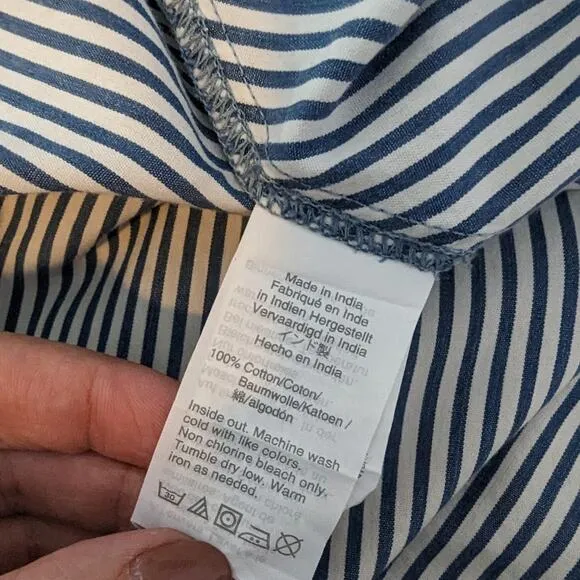 Made in India
Fabriqué en Inde
in Indien Hergestellt
Vervaardigd in India
インド製
Hecho en India
100% Cotton/Coton/
Baumwolle/Katoen/
綿/algodón
Inside out. Machine wash
cold with like colors.
Non chlorine bleach only.
Tumble dry low. Warm
iron as needed.
30